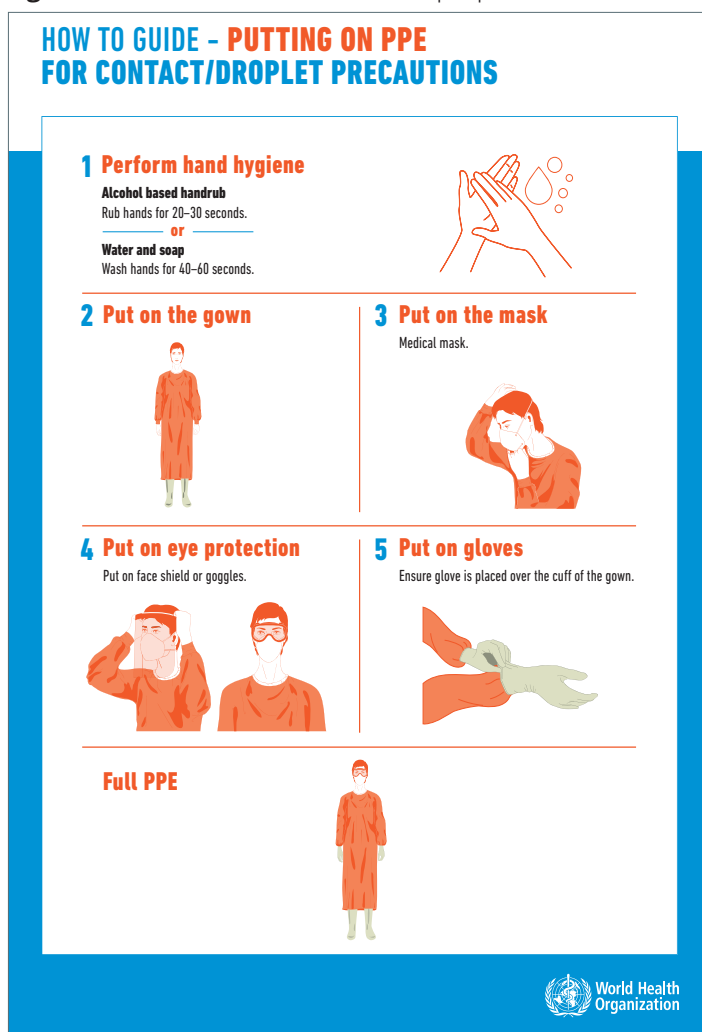 HOW TO GUIDE - PUTTING ON PPE
FOR CONTACT/DROPLET PRECAUTIONS
1 Perform hand hygiene
Alcohol based handrub
Rub hands for 20–30 seconds.
or
Water and soap
Wash hands for 40–60 seconds.
2 Put on the gown
3 Put on the mask
Medical mask.
4 Put on eye protection
Put on face shield or goggles.
5 Put on gloves
Ensure glove is placed over the cuff of the gown.
Full PPE
World Health
Organization